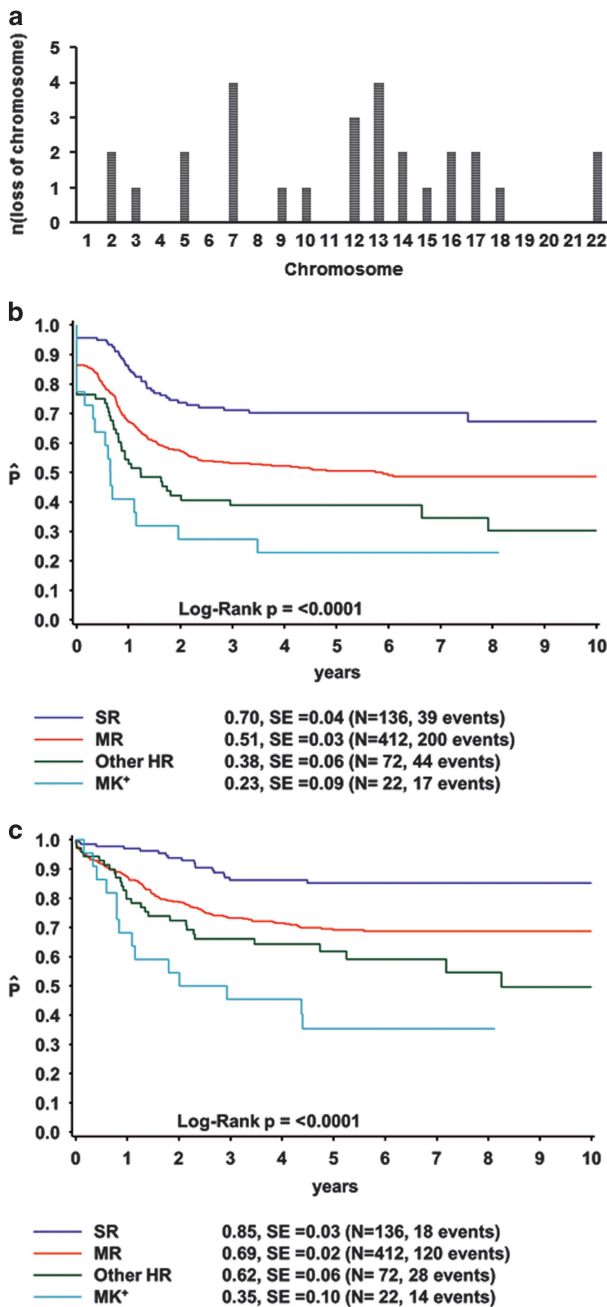 a
n(loss of chromosome)
5
4
3
2
1
0
1 2 3 4 5 6 7 8 9 10 11 12 13 14 15 16 17 18 19 20 21 22
Chromosome
b
1.0
0.9
0.8
0.7
0.6
0.5
0.4
0.3
0.2
0.1
0.0
P̂
Log-Rank p = <0.0001
0 1 2 3 4 5 6 7 8 9 10
years
SR 0.70, SE =0.04 (N=136, 39 events)
MR 0.51, SE =0.03 (N=412, 200 events)
Other HR 0.38, SE =0.06 (N= 72, 44 events)
MK+ 0.23, SE =0.09 (N= 22, 17 events)
c
1.0
0.9
0.8
0.7
0.6
0.5
0.4
0.3
0.2
0.1
0.0
P̂
Log-Rank p = <0.0001
0 1 2 3 4 5 6 7 8 9 10
years
SR 0.85, SE =0.03 (N=136, 18 events)
MR 0.69, SE =0.02 (N=412, 120 events)
Other HR 0.62, SE =0.06 (N= 72, 28 events)
MK+ 0.35, SE =0.10 (N= 22, 14 events)